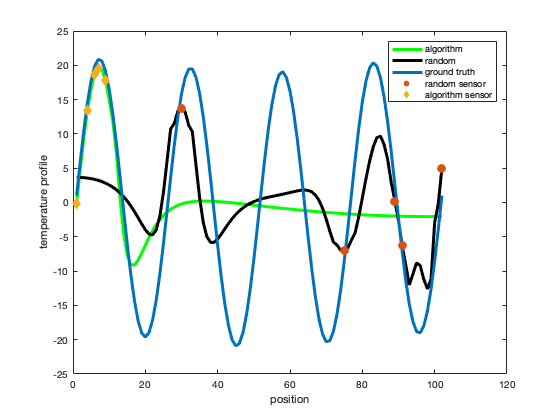 25
20
15
10
5
0
-5
-10
-15
-20
-25
temperature profile
algorithm
random
ground truth
random sensor
algorithm sensor
0 20 40 60 80 100 120
position